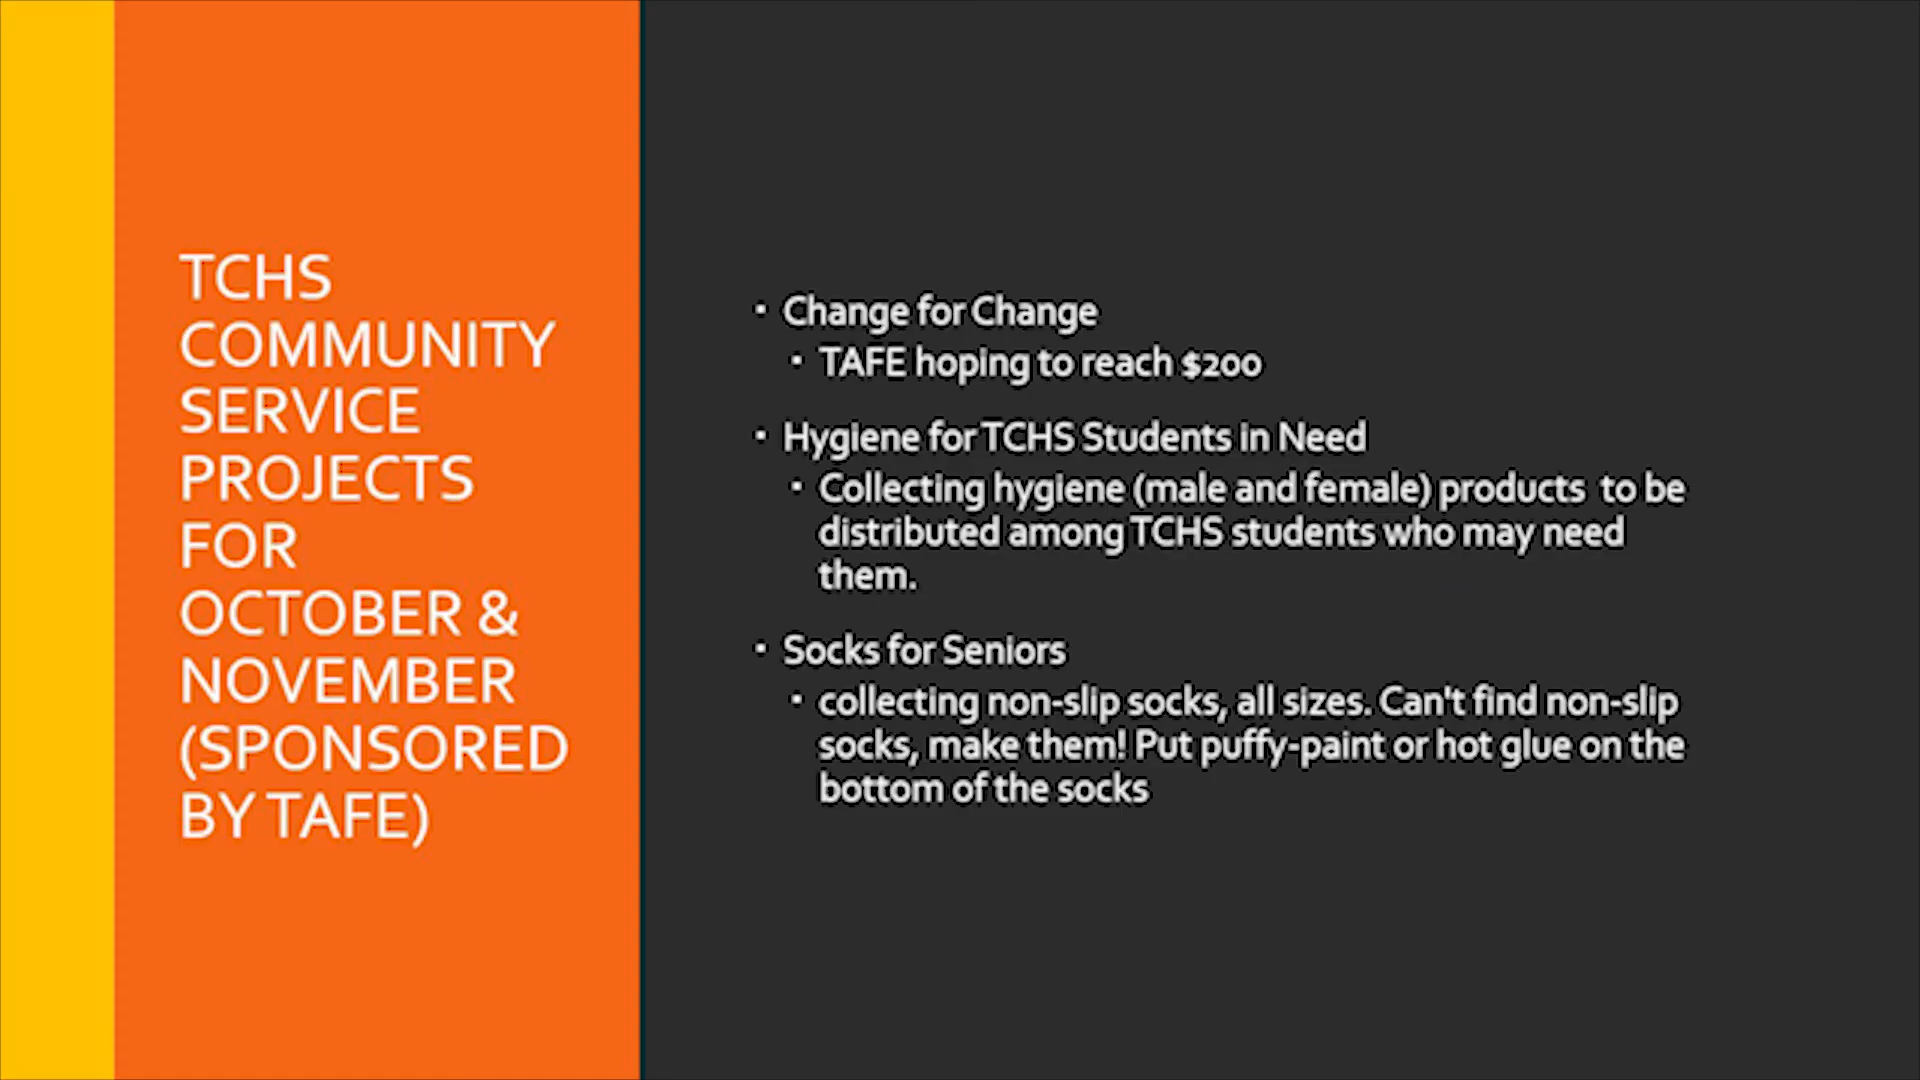 TCHS
COMMUNITY
SERVICE
PROJECTS
FOR
OCTOBER &
NOVEMBER
(SPONSORED
BY TAFE)
▪ Change for Change
▪ TAFE hoping to reach $200
▪ Hygiene for TCHS Students in Need
▪ Collecting hygiene (male and female) products to be
distributed among TCHS students who may need
them.
▪ Socks for Seniors
▪ collecting non-slip socks, all sizes. Can't find non-slip
socks, make them! Put puffy-paint or hot glue on the
bottom of the socks